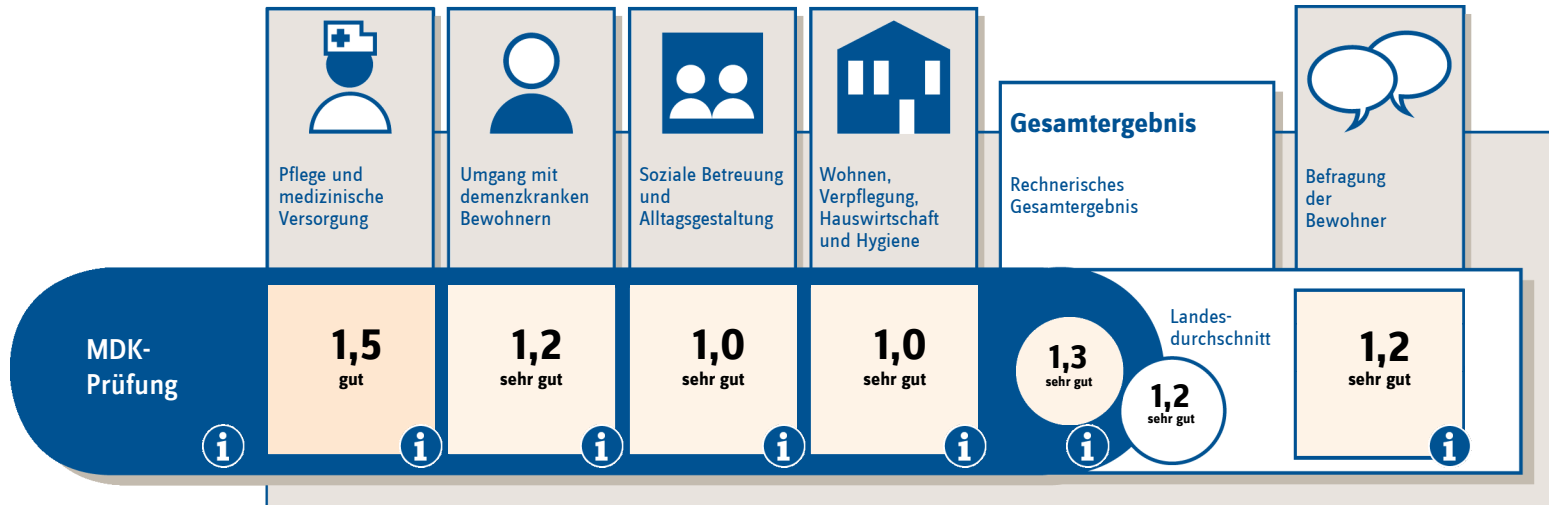 Pflege und
medizinische
Versorgung
Umgang mit
demenzkranken
Bewohnern
Soziale Betreuung
und
Alltagsgestaltung
Wohnen,
Verpflegung,
Hauswirtschaft
und Hygiene
Gesamtergebnis
Rechnerisches
Gesamtergebnis
Befragung
der
Bewohner
MDK-
Prüfung
i
1,5
gut
i
1,2
sehr gut
i
1,0
sehr gut
i
1,0
sehr gut
i
1,3
sehr gut
i
Landes-
durchschnitt
1,2
sehr gut
1,2
sehr gut
i